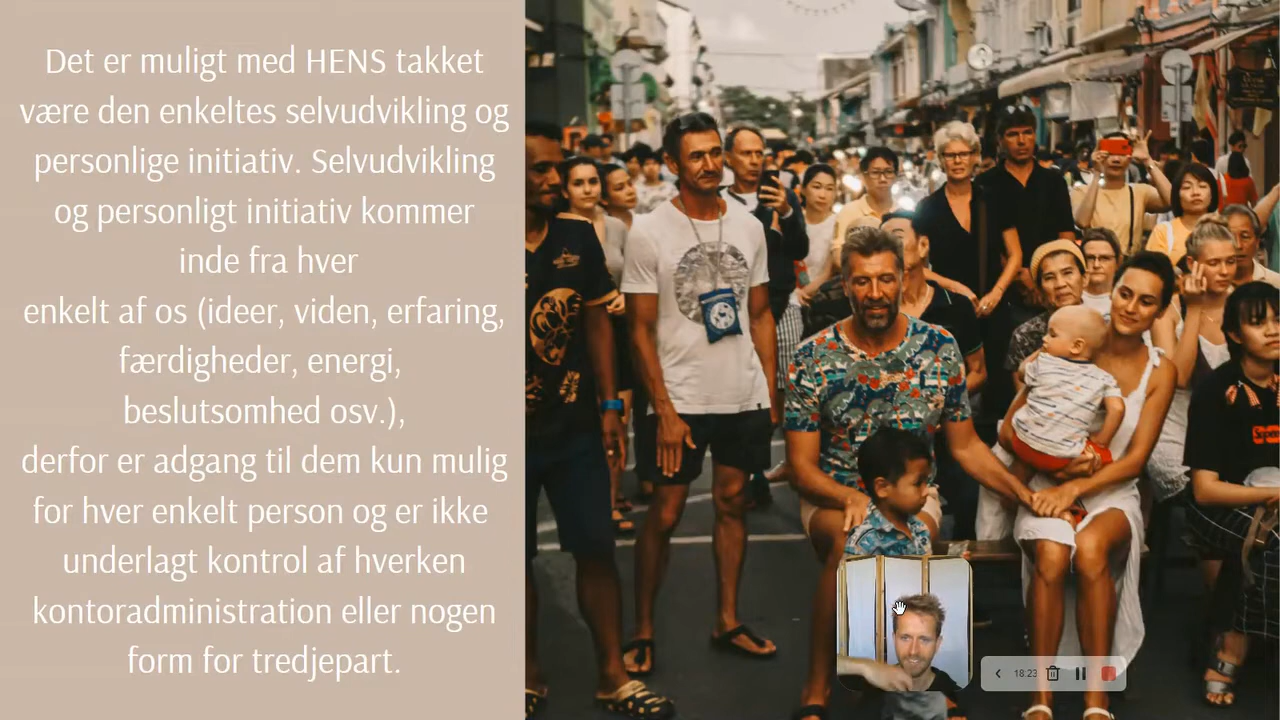 Det er muligt med HENS takket
være den enkeltes selvudvikling og
personlige initiativ. Selvudvikling
og personligt initiativ kommer
inde fra hver
enkelt af os (ideer, viden, erfaring,
færdigheder, energi,
beslutsomhed osv.),
derfor er adgang til dem kun mulig
for hver enkelt person og er ikke
underlagt kontrol af hverken
kontoradministration eller nogen
form for tredjepart.
18:23